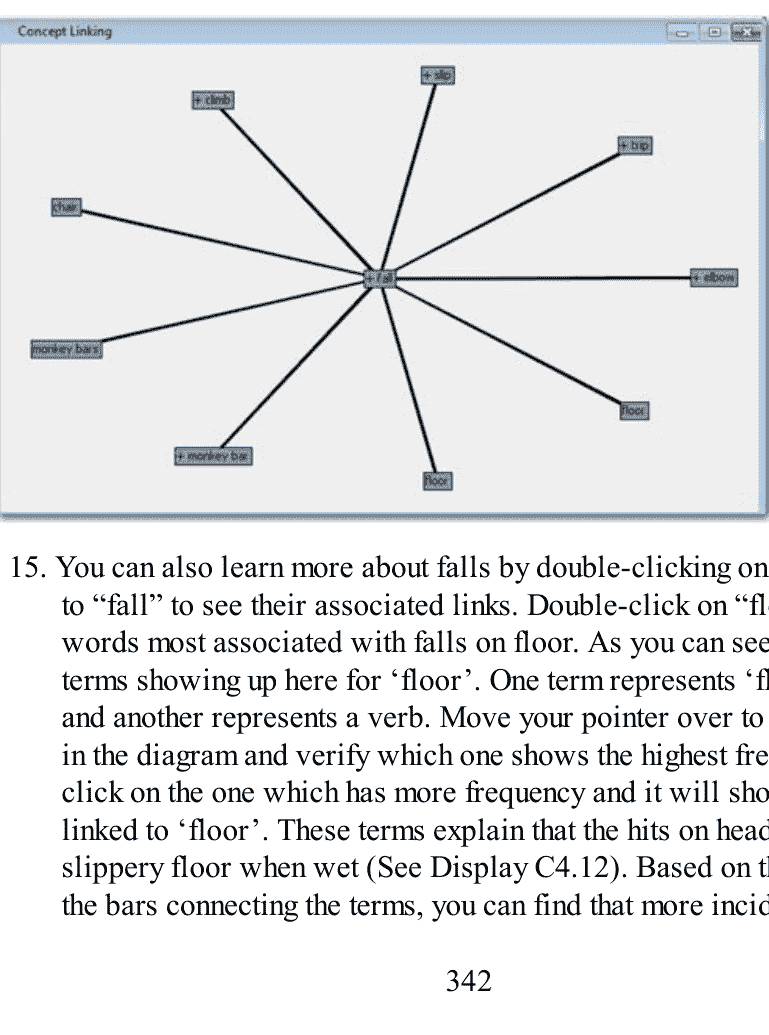 Concept Linking
+ slip
+ climb
+ trip
chair
+ fall
+ elbow
monkey bars
floor
+ monkey bar
floor
15. You can also learn more about falls by double-clicking on
to “fall” to see their associated links. Double-click on “fl
words most associated with falls on floor. As you can see
terms showing up here for ‘floor’. One term represents ‘fl
and another represents a verb. Move your pointer over to
in the diagram and verify which one shows the highest fre
click on the one which has more frequency and it will sho
linked to ‘floor’. These terms explain that the hits on head
slippery floor when wet (See Display C4.12). Based on t
the bars connecting the terms, you can find that more incid
342